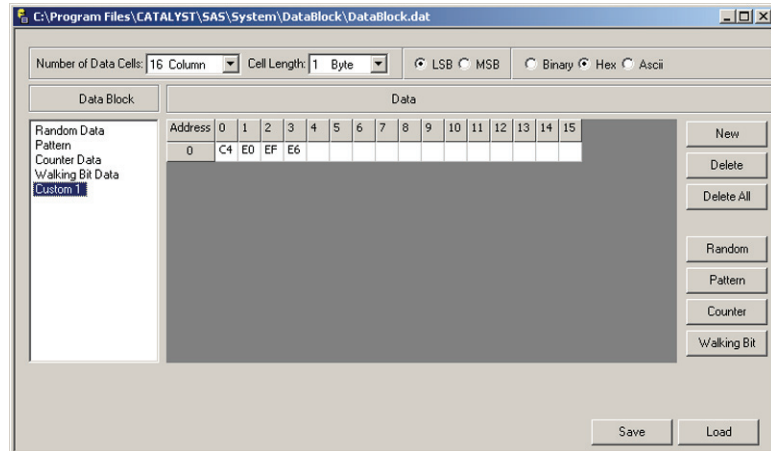 C:\Program Files\CATALYST\SAS\System\DataBlock\DataBlock.dat
Number of Data Cells: 16 Column Cell Length: 1 Byte LSB MSB Binary Hex Ascii
Data Block Data
Random Data
Pattern
Counter Data
Walking Bit Data
Custom 1
Address 0 1 2 3 4 5 6 7 8 9 10 11 12 13 14 15
0 C4 E0 EF E6
New
Delete
Delete All
Random
Pattern
Counter
Walking Bit
Save Load